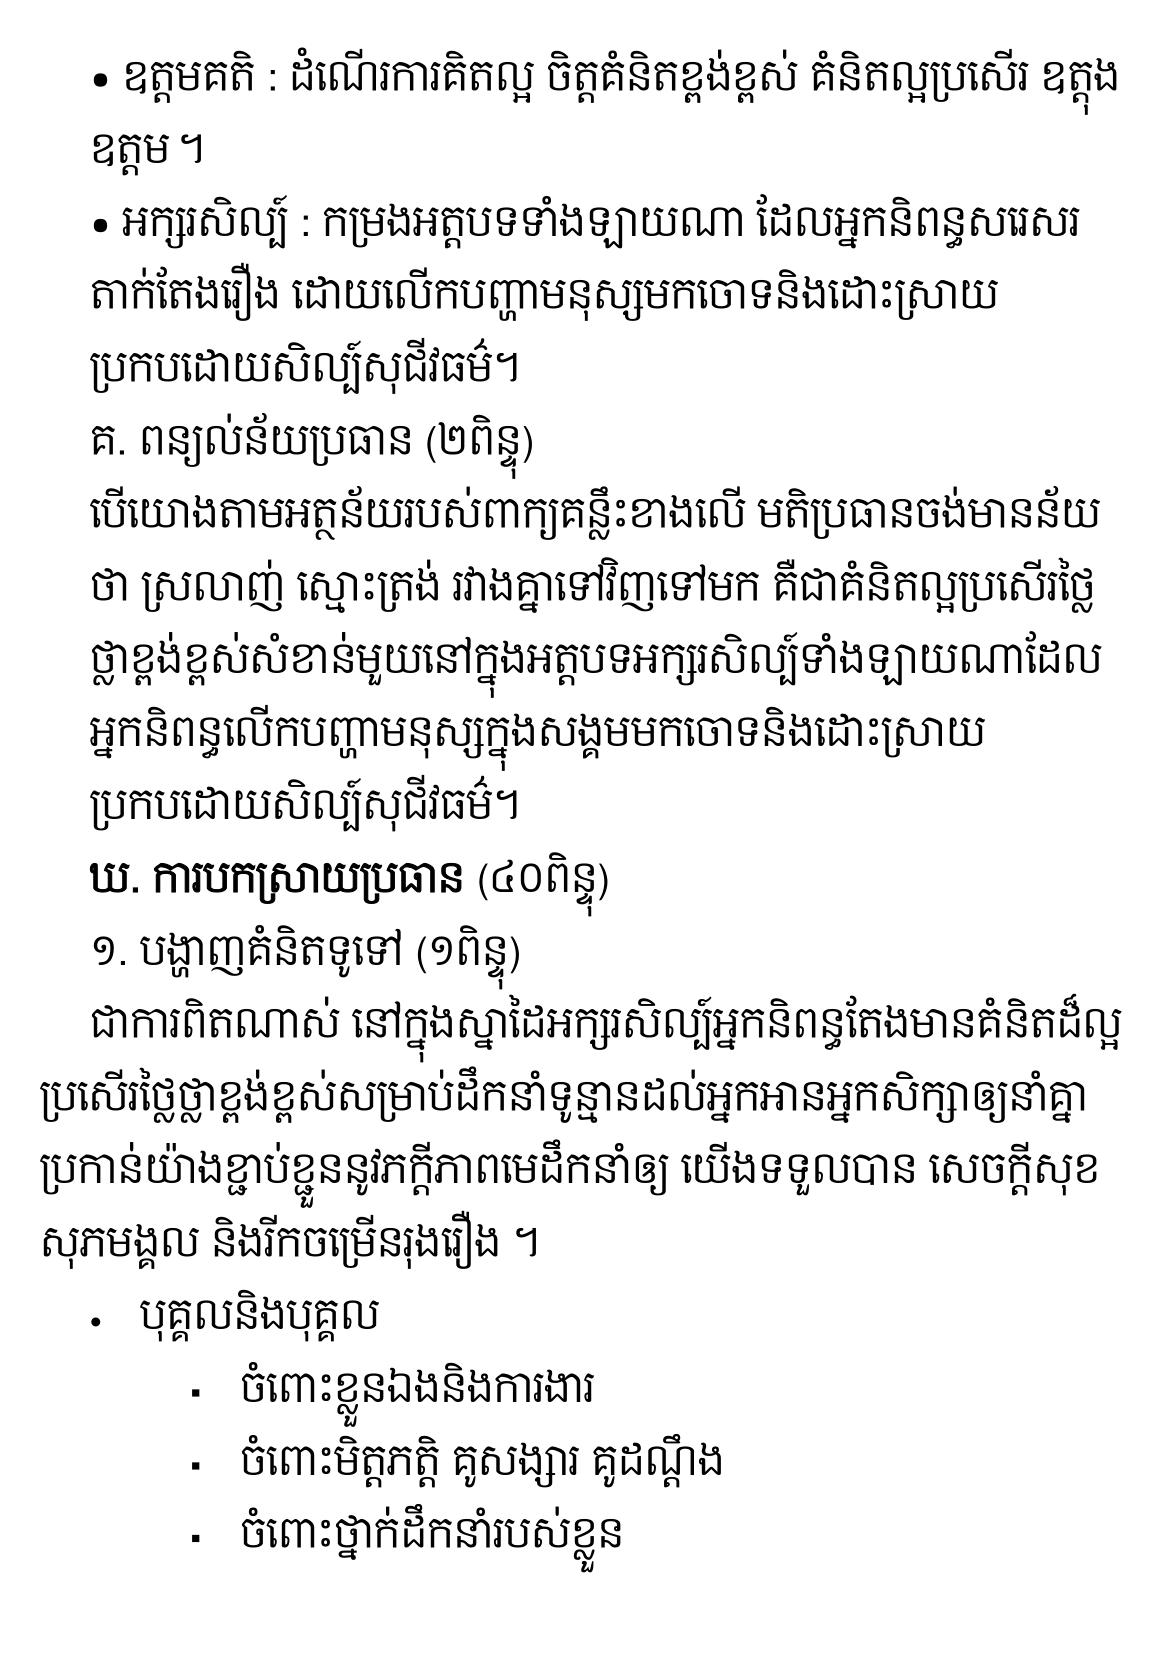 • ឧត្តមគតិ : ដំណើរការគិតល្អ ចិត្តគំនិតខ្ពង់ខ្ពស់ គំនិតល្អប្រសើរ ឧត្តុង
ឧត្តម ។
• អក្សរសិល្ប៍ : កម្រងអត្តបទទាំងឡាយណា ដែលអ្នកនិពន្ធសរេសរ
តាក់តែងរឿង ដោយលើកបញ្ហាមនុស្សមកចោទនិងដោះស្រាយ
ប្រកបដោយសិល្ប៍សុជីវធម៌។
គ. ពន្យល់ន័យប្រធាន (២ពិន្ទុ)
បើយោងតាមអត្ថន័យរបស់ពាក្យគន្លឹះខាងលើ មតិប្រធានចង់មានន័យ
ថា ស្រលាញ់ ស្មោះត្រង់ រវាងគ្នាទៅវិញទៅមក គឺជាគំនិតល្អប្រសើរថ្លៃ
ថ្លាខ្ពង់ខ្ពស់សំខាន់មួយនៅក្នុងអត្តបទអក្សរសិល្ប៍ទាំងឡាយណាដែល
អ្នកនិពន្ធលើកបញ្ហាមនុស្សក្នុងសង្គមមកចោទនិងដោះស្រាយ
ប្រកបដោយសិល្ប៍សុជីវធម៌។
ឃ. ការបកស្រាយប្រធាន (៤០ពិន្ទុ)
១. បង្ហាញគំនិតទូទៅ (១ពិន្ទុ)
ជាការពិតណាស់ នៅក្នុងស្នាដៃអក្សរសិល្ប៍អ្នកនិពន្ធតែងមានគំនិតដ៏ល្អ
ប្រសើរថ្លៃថ្លាខ្ពង់ខ្ពស់សម្រាប់ដឹកនាំទូន្មានដល់អ្នកអានអ្នកសិក្សាឲ្យនាំគ្នា
ប្រកាន់យ៉ាងខ្ជាប់ខ្ជួននូវភក្តីភាពមេដឹកនាំឲ្យ យើងទទួលបាន សេចក្តីសុខ
សុភមង្គល និងរីកចម្រើនរុងរឿង ។
• បុគ្គលនិងបុគ្គល
▪ ចំពោះខ្លួនឯងនិងការងារ
▪ ចំពោះមិត្តភត្តិ គូសង្សារ គូដណ្តឹង
▪ ចំពោះថ្នាក់ដឹកនាំរបស់ខ្លួន